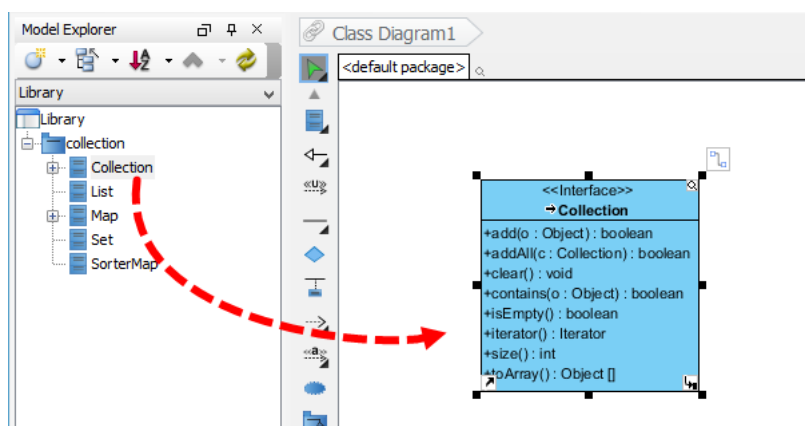 Model Explorer
Library
Library
collection
Collection
List
Map
Set
SorterMap
Class Diagram1
<default package>
<<U>>
<<a>>
<<Interface>>
Collection
+add(o : Object) : boolean
+addAll(c : Collection) : boolean
+clear() : void
+contains(o : Object) : boolean
+isEmpty() : boolean
+iterator() : Iterator
+size() : int
+toArray() : Object []